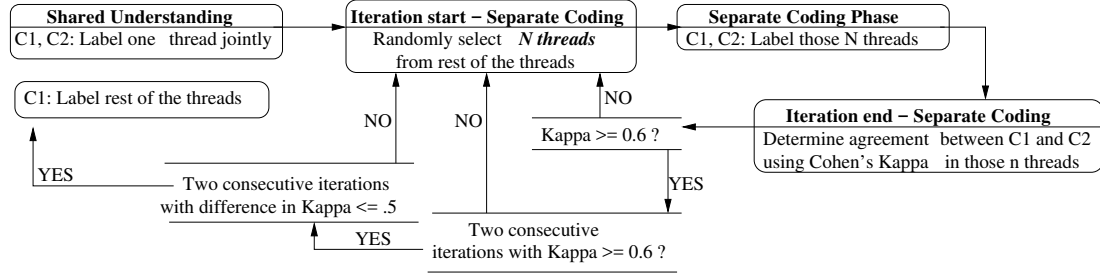 Shared Understanding
C1, C2: Label one thread jointly
Iteration start – Separate Coding
Randomly select N threads
from rest of the threads
Separate Coding Phase
C1, C2: Label those N threads
C1: Label rest of the threads
NO
NO
NO
Kappa >= 0.6 ?
Iteration end – Separate Coding
Determine agreement between C1 and C2
using Cohen's Kappa in those n threads
YES
YES
Two consecutive iterations
with difference in Kappa <= .5
YES
Two consecutive
iterations with Kappa >= 0.6 ?